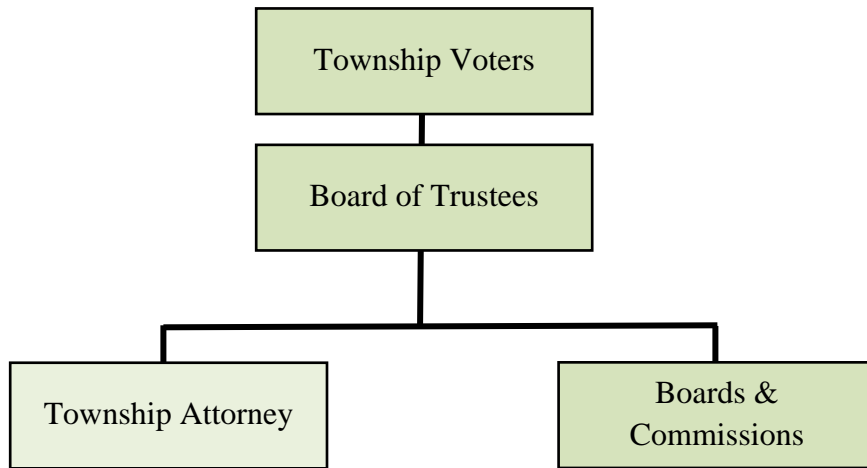 Township Voters
Board of Trustees
Township Attorney
Boards &
Commissions